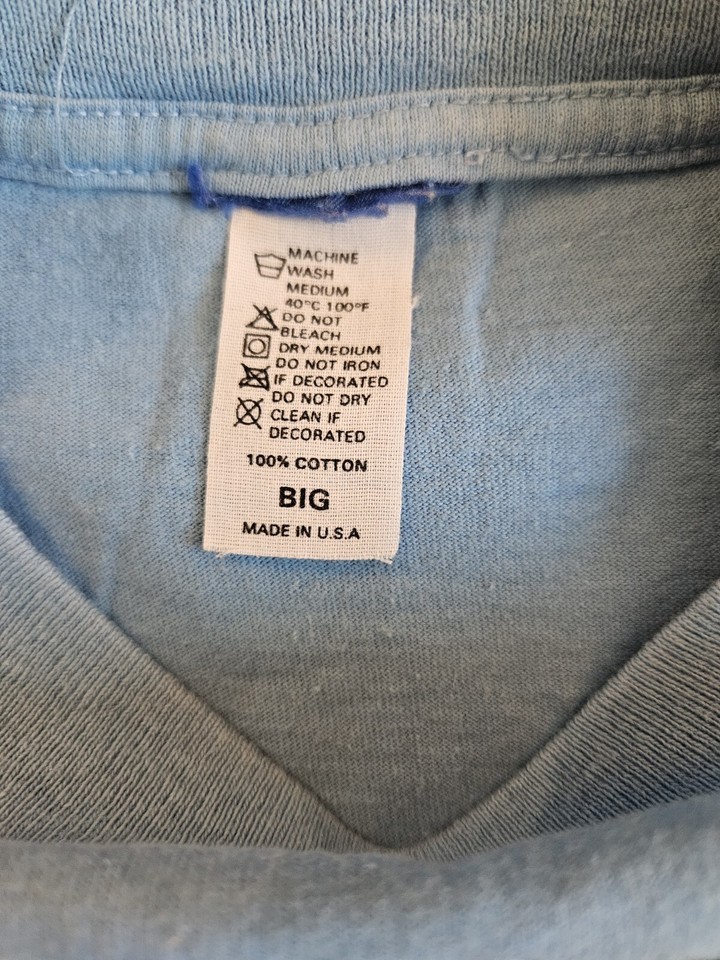 MACHINE
WASH
MEDIUM
40°C 100°F
DO NOT
BLEACH
DRY MEDIUM
DO NOT IRON
IF DECORATED
DO NOT DRY
CLEAN IF
DECORATED
100% COTTON
BIG
MADE IN U.S.A